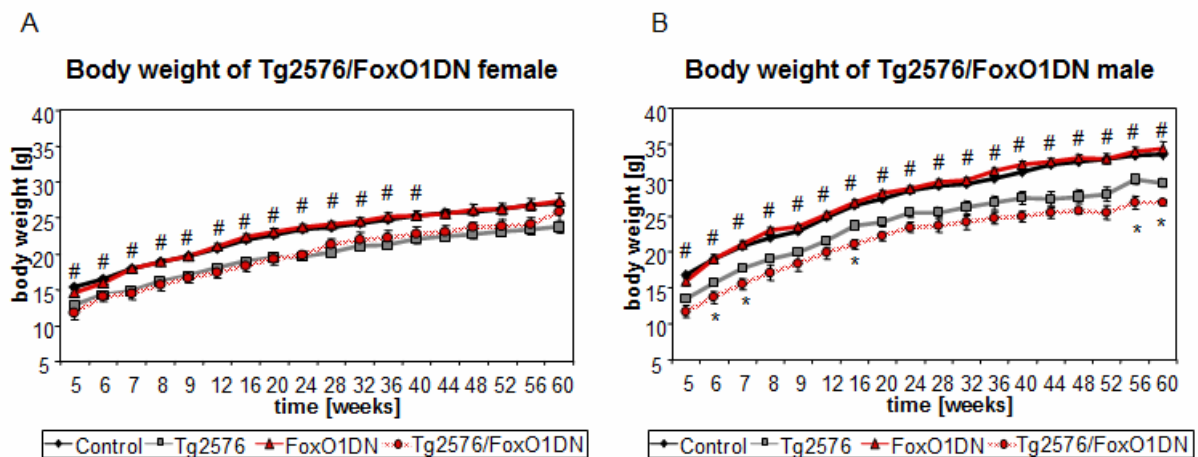 A
Body weight of Tg2576/FoxO1DN female
body weight [g]
40
35
30
25
20
15
10
5
# # # # # # # # # # # # #
5 6 7 8 9 12 16 20 24 28 32 36 40 44 48 52 56 60
time [weeks]
Control Tg2576 FoxO1DN Tg2576/FoxO1DN
B
Body weight of Tg2576/FoxO1DN male
body weight [g]
40
35
30
25
20
15
10
5
# # # # # # # # # # # # # # # # # #
* * * * *
5 6 7 8 9 12 16 20 24 28 32 36 40 44 48 52 56 60
time [weeks]
Control Tg2576 FoxO1DN Tg2576/FoxO1DN